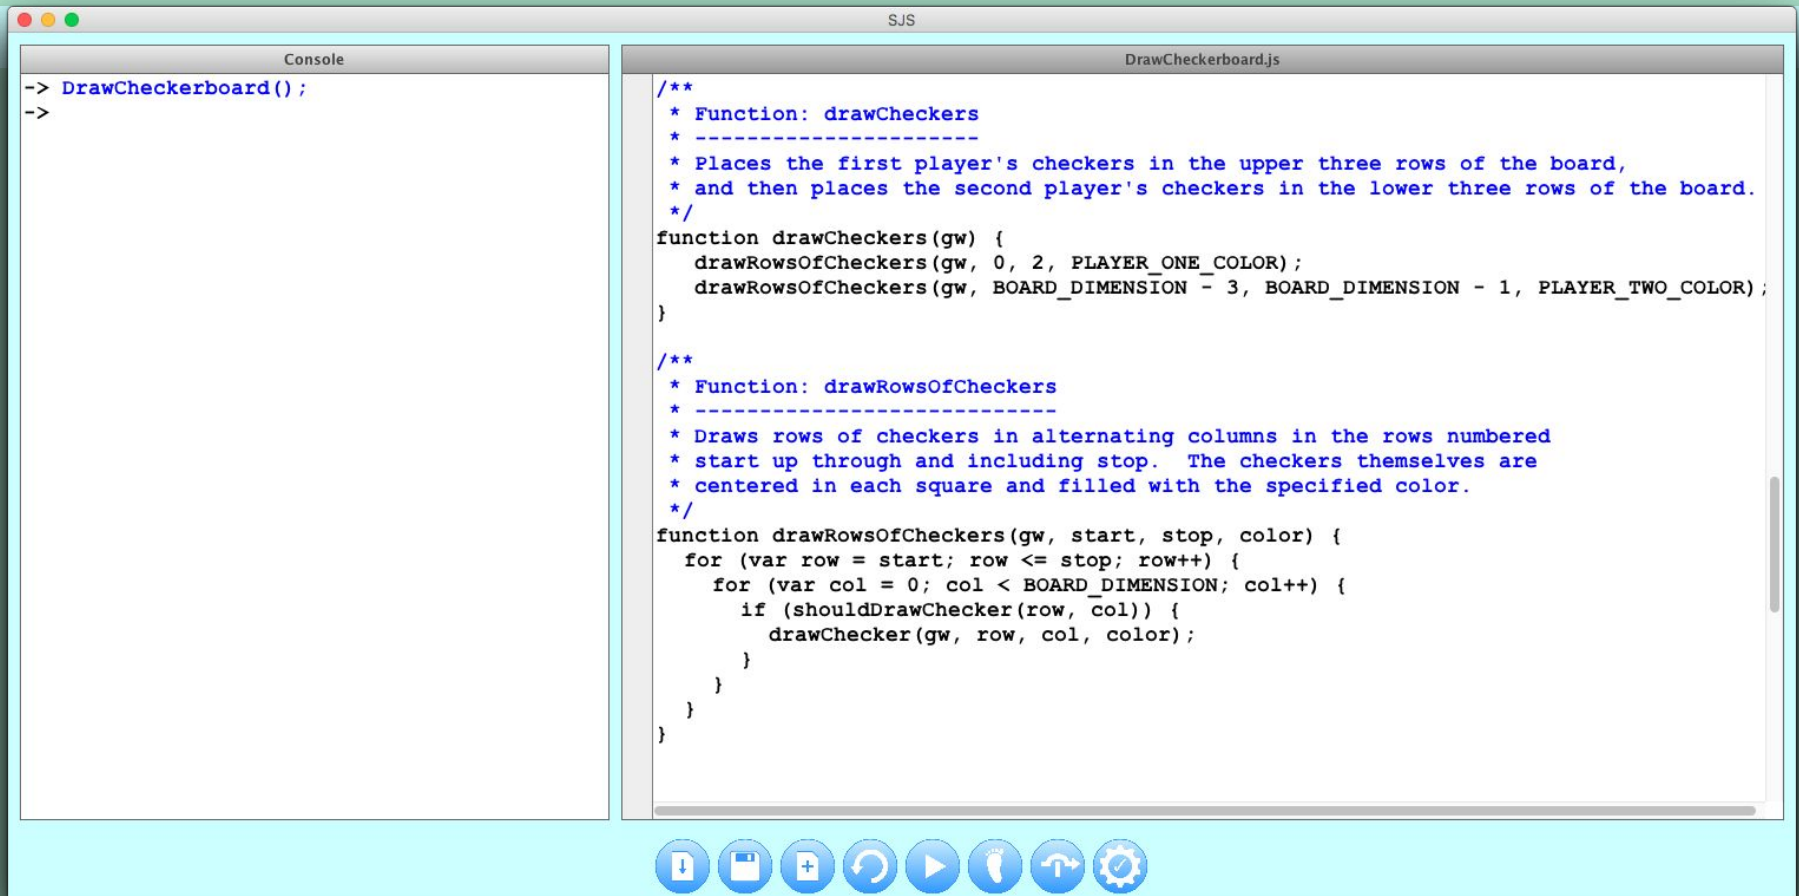 SJS
Console
-> DrawCheckerboard();
->
DrawCheckerboard.js
/**
 * Function: drawCheckers
 * ----------------------
 * Places the first player's checkers in the upper three rows of the board,
 * and then places the second player's checkers in the lower three rows of the board.
 */
function drawCheckers(gw) {
   drawRowsOfCheckers(gw, 0, 2, PLAYER_ONE_COLOR);
   drawRowsOfCheckers(gw, BOARD_DIMENSION - 3, BOARD_DIMENSION - 1, PLAYER_TWO_COLOR);
}
/**
 * Function: drawRowsOfCheckers
 * ----------------------------
 * Draws rows of checkers in alternating columns in the rows numbered
 * start up through and including stop.  The checkers themselves are
 * centered in each square and filled with the specified color.
 */
function drawRowsOfCheckers(gw, start, stop, color) {
  for (var row = start; row <= stop; row++) {
    for (var col = 0; col < BOARD_DIMENSION; col++) {
      if (shouldDrawChecker(row, col)) {
        drawChecker(gw, row, col, color);
      }
    }
  }
}